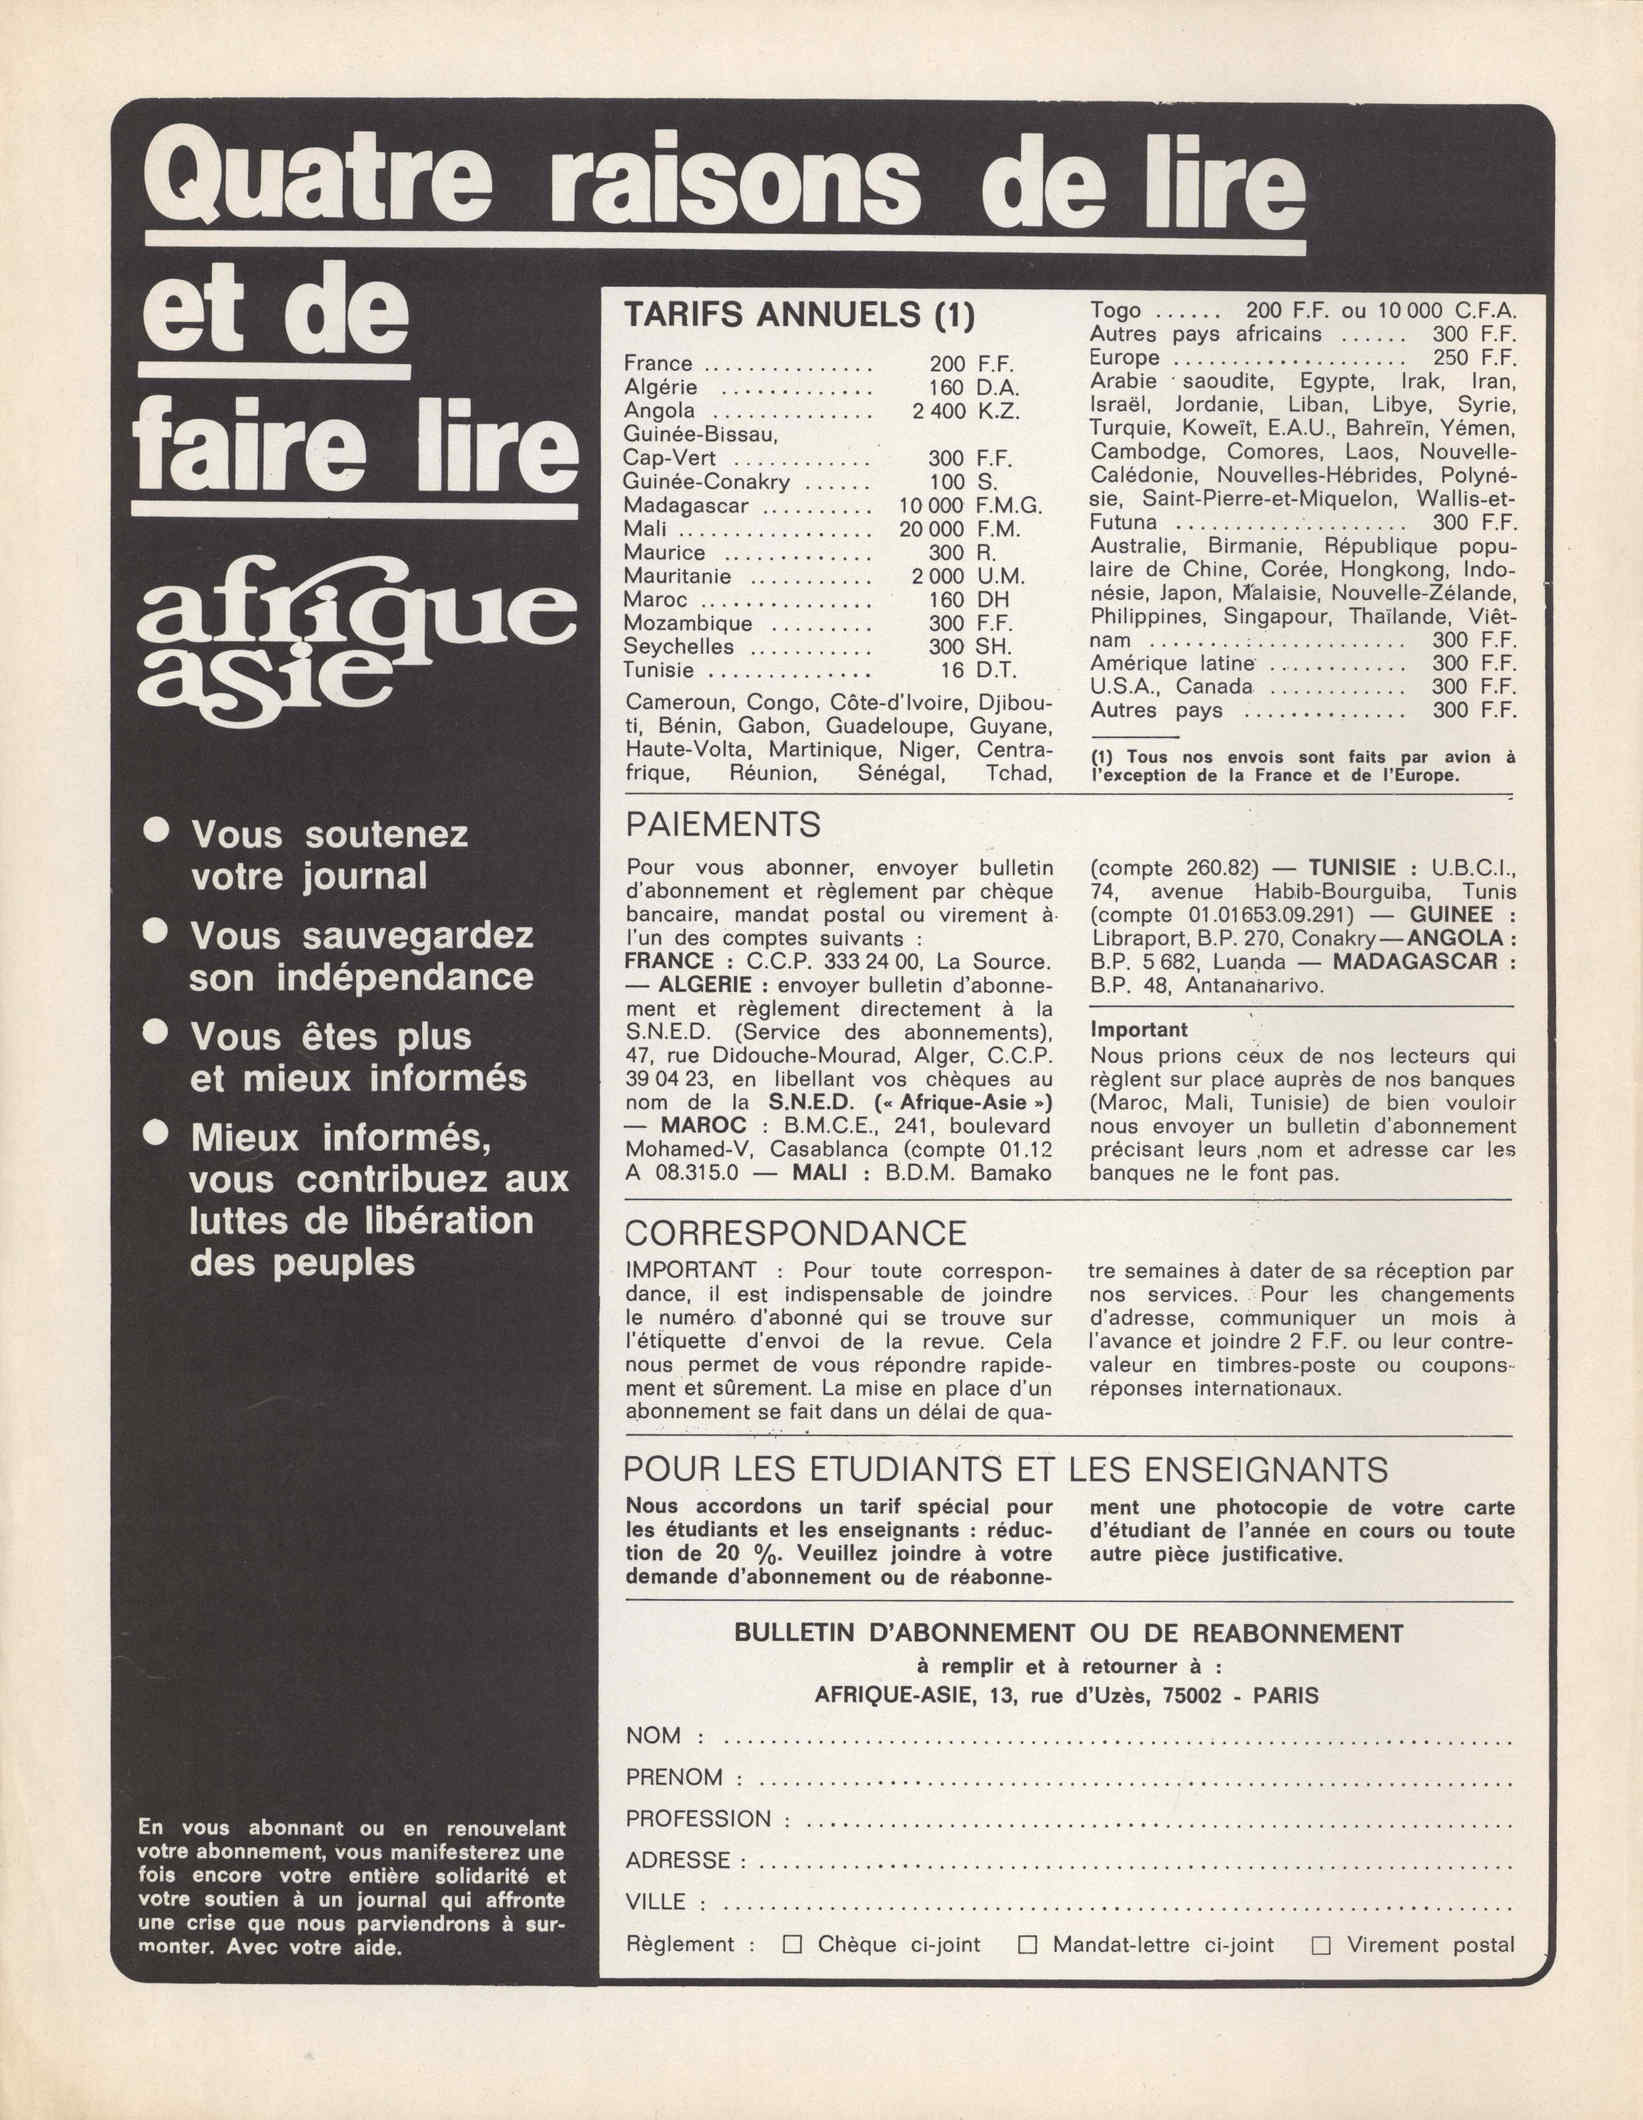 Quatre raisons de lire
et de
faire lire
afrique
asie
● Vous soutenez
votre journal
● Vous sauvegardez
son indépendance
● Vous êtes plus
et mieux informés
● Mieux informés,
vous contribuez aux
luttes de libération
des peuples
En vous abonnant ou en renouvelant
votre abonnement, vous manifesterez une
fois encore votre entière solidarité et
votre soutien à un journal qui affronte
une crise que nous parviendrons à sur-
monter. Avec votre aide.
TARIFS ANNUELS (1)
France ............... 200 F.F.
Algérie ............. 160 D.A.
Angola .............. 2 400 K.Z.
Guinée-Bissau,
Cap-Vert ............ 300 F.F.
Guinée-Conakry ...... 100 S.
Madagascar .......... 10 000 F.M.G.
Mali ................. 20 000 F.M.
Maurice ............. 300 R.
Mauritanie ........... 2 000 U.M.
Maroc ............... 160 DH
Mozambique ......... 300 F.F.
Seychelles ........... 300 SH.
Tunisie .............. 16 D.T.
Cameroun, Congo, Côte-d'Ivoire, Djibou-
ti, Bénin, Gabon, Guadeloupe, Guyane,
Haute-Volta, Martinique, Niger, Centra-
frique, Réunion, Sénégal, Tchad,
Togo ...... 200 F.F. ou 10 000 C.F.A.
Autres pays africains ...... 300 F.F.
Europe .................... 250 F.F.
Arabie saoudite, Egypte, Irak, Iran,
Israël, Jordanie, Liban, Libye, Syrie,
Turquie, Koweït, E.A.U., Bahreïn, Yémen,
Cambodge, Comores, Laos, Nouvelle-
Calédonie, Nouvelles-Hébrides, Polyné-
sie, Saint-Pierre-et-Miquelon, Wallis-et-
Futuna .................... 300 F.F.
Australie, Birmanie, République popu-
laire de Chine, Corée, Hongkong, Indo-
nésie, Japon, Malaisie, Nouvelle-Zélande,
Philippines, Singapour, Thaïlande, Viêt-
nam ...................... 300 F.F.
Amérique latine ............ 300 F.F.
U.S.A., Canada ............ 300 F.F.
Autres pays .............. 300 F.F.
(1) Tous nos envois sont faits par avion à
l'exception de la France et de l'Europe.
PAIEMENTS
Pour vous abonner, envoyer bulletin
d'abonnement et règlement par chèque
bancaire, mandat postal ou virement à
l'un des comptes suivants :
FRANCE : C.C.P. 333 24 00, La Source.
— ALGERIE : envoyer bulletin d'abonne-
ment et règlement directement à la
S.N.E.D. (Service des abonnements),
47, rue Didouche-Mourad, Alger, C.C.P.
39 04 23, en libellant vos chèques au
nom de la S.N.E.D. (« Afrique-Asie »)
— MAROC : B.M.C.E., 241, boulevard
Mohamed-V, Casablanca (compte 01.12
A 08.315.0 — MALI : B.D.M. Bamako
(compte 260.82) — TUNISIE : U.B.C.I.,
74, avenue Habib-Bourguiba, Tunis
(compte 01.01653.09.291) — GUINEE :
Libraport, B.P. 270, Conakry — ANGOLA :
B.P. 5 682, Luanda — MADAGASCAR :
B.P. 48, Antananarivo.
Important
Nous prions ceux de nos lecteurs qui
règlent sur place auprès de nos banques
(Maroc, Mali, Tunisie) de bien vouloir
nous envoyer un bulletin d'abonnement
précisant leurs nom et adresse car les
banques ne le font pas.
CORRESPONDANCE
IMPORTANT : Pour toute correspon-
dance, il est indispensable de joindre
le numéro d'abonné qui se trouve sur
l'étiquette d'envoi de la revue. Cela
nous permet de vous répondre rapide-
ment et sûrement. La mise en place d'un
abonnement se fait dans un délai de qua-
tre semaines à dater de sa réception par
nos services. Pour les changements
d'adresse, communiquer un mois à
l'avance et joindre 2 F.F. ou leur contre-
valeur en timbres-poste ou coupons-
réponses internationaux.
POUR LES ETUDIANTS ET LES ENSEIGNANTS
Nous accordons un tarif spécial pour
les étudiants et les enseignants : réduc-
tion de 20 %. Veuillez joindre à votre
demande d'abonnement ou de réabonne-
ment une photocopie de votre carte
d'étudiant de l'année en cours ou toute
autre pièce justificative.
BULLETIN D'ABONNEMENT OU DE REABONNEMENT
à remplir et à retourner à :
AFRIQUE-ASIE, 13, rue d'Uzès, 75002 - PARIS
NOM : ................................................................
PRENOM : .............................................................
PROFESSION : .........................................................
ADRESSE : ............................................................
VILLE : ..............................................................
Règlement : □ Chèque ci-joint □ Mandat-lettre ci-joint □ Virement postal